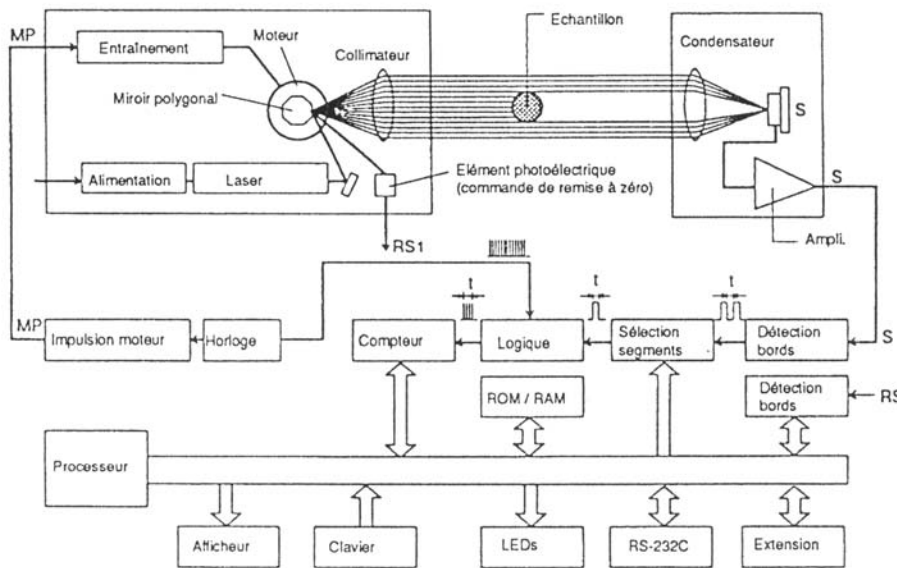 Echantillon
MP
Entraînement
Moteur
Collimateur
Condensateur
Miroir polygonal
S
Alimentation
Laser
Elément photoélectrique
(commande de remise à zéro)
S
RS1
Ampli.
t
t
t
MP
Impulsion moteur
Horloge
Compteur
Logique
Sélection
segments
Détection
bords
S
ROM / RAM
Détection
bords
RS
Processeur
Afficheur
Clavier
LEDs
RS-232C
Extension